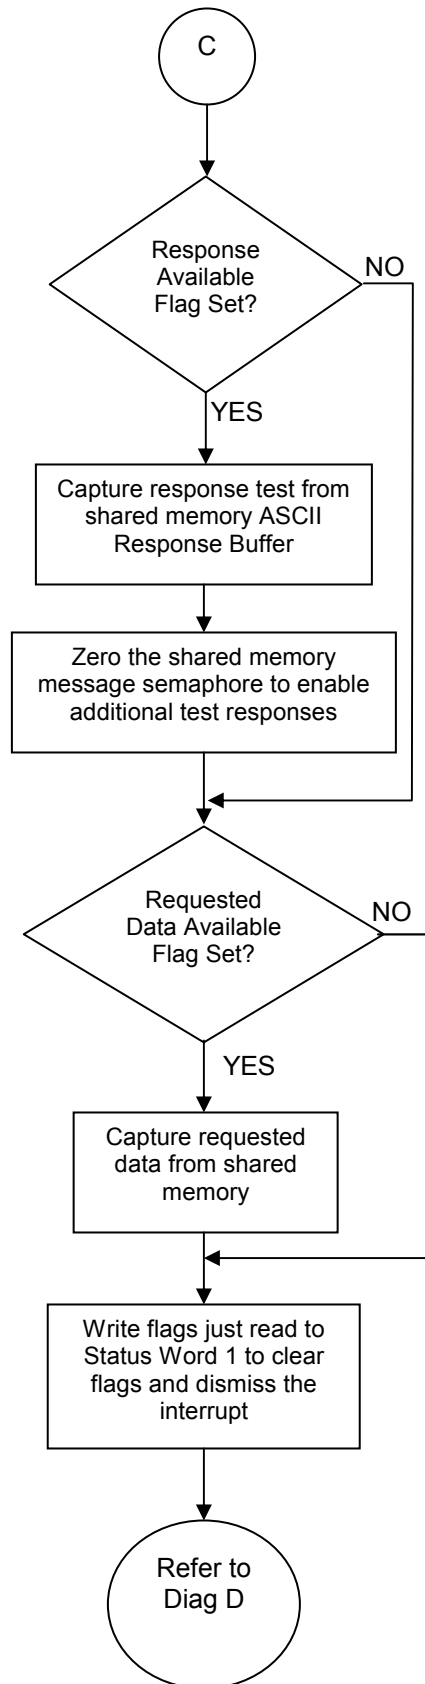 C
Response
Available
Flag Set?
NO
YES
Capture response test from
shared memory ASCII
Response Buffer
Zero the shared memory
message semaphore to enable
additional test responses
Requested
Data Available
Flag Set?
NO
YES
Capture requested
data from shared
memory
Write flags just read to
Status Word 1 to clear
flags and dismiss the
interrupt
Refer to
Diag D